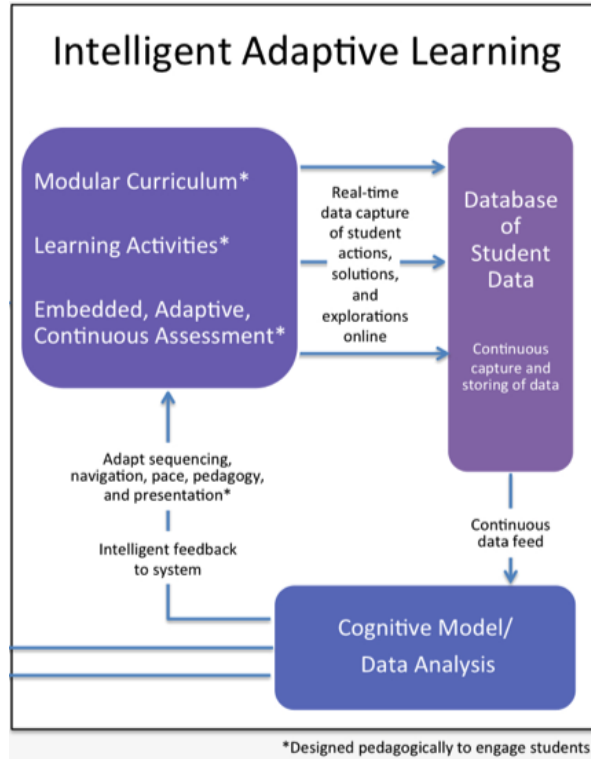 Intelligent Adaptive Learning
Modular Curriculum*
Learning Activities*
Embedded, Adaptive,
Continuous Assessment*
Real-time
data capture
of student
actions,
solutions,
and
explorations
online
Database
of
Student
Data
Continuous
capture and
storing of data
Adapt sequencing,
navigation, pace, pedagogy,
and presentation*
Intelligent feedback
to system
Continuous
data feed
Cognitive Model/
Data Analysis
*Designed pedagogically to engage students